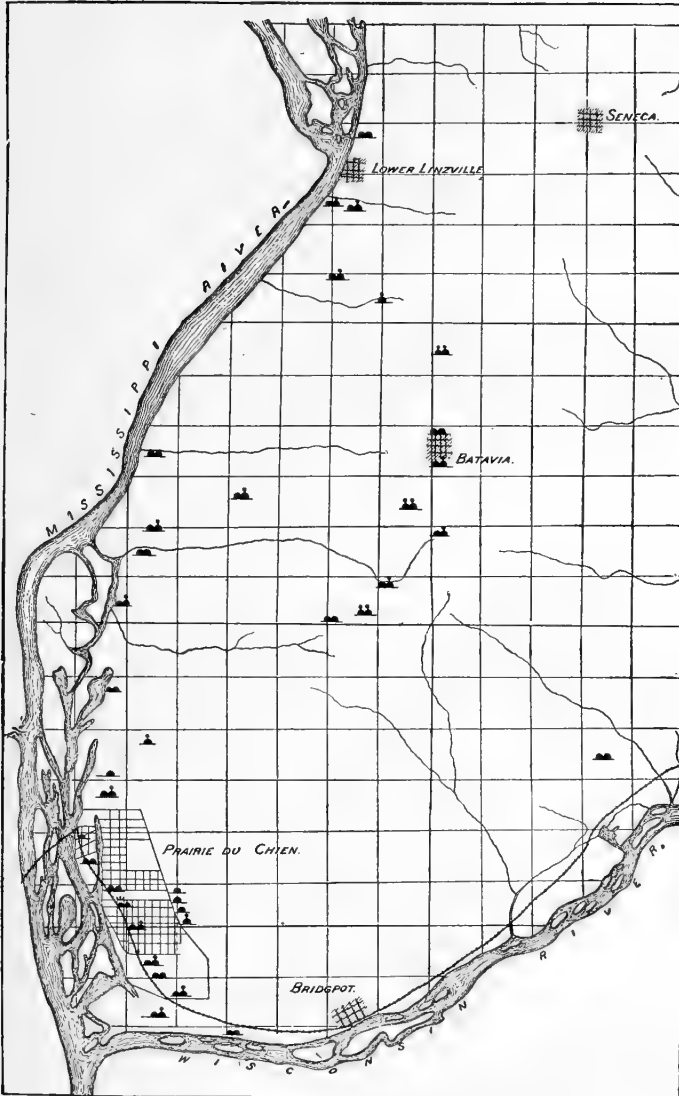 SENECA.
LOWER LINZVILLE
MISSISSIPPI RIVER
BATAVIA.
PRAIRIE DU CHIEN.
BRIDGPOT.
WISCONSIN RIVER.